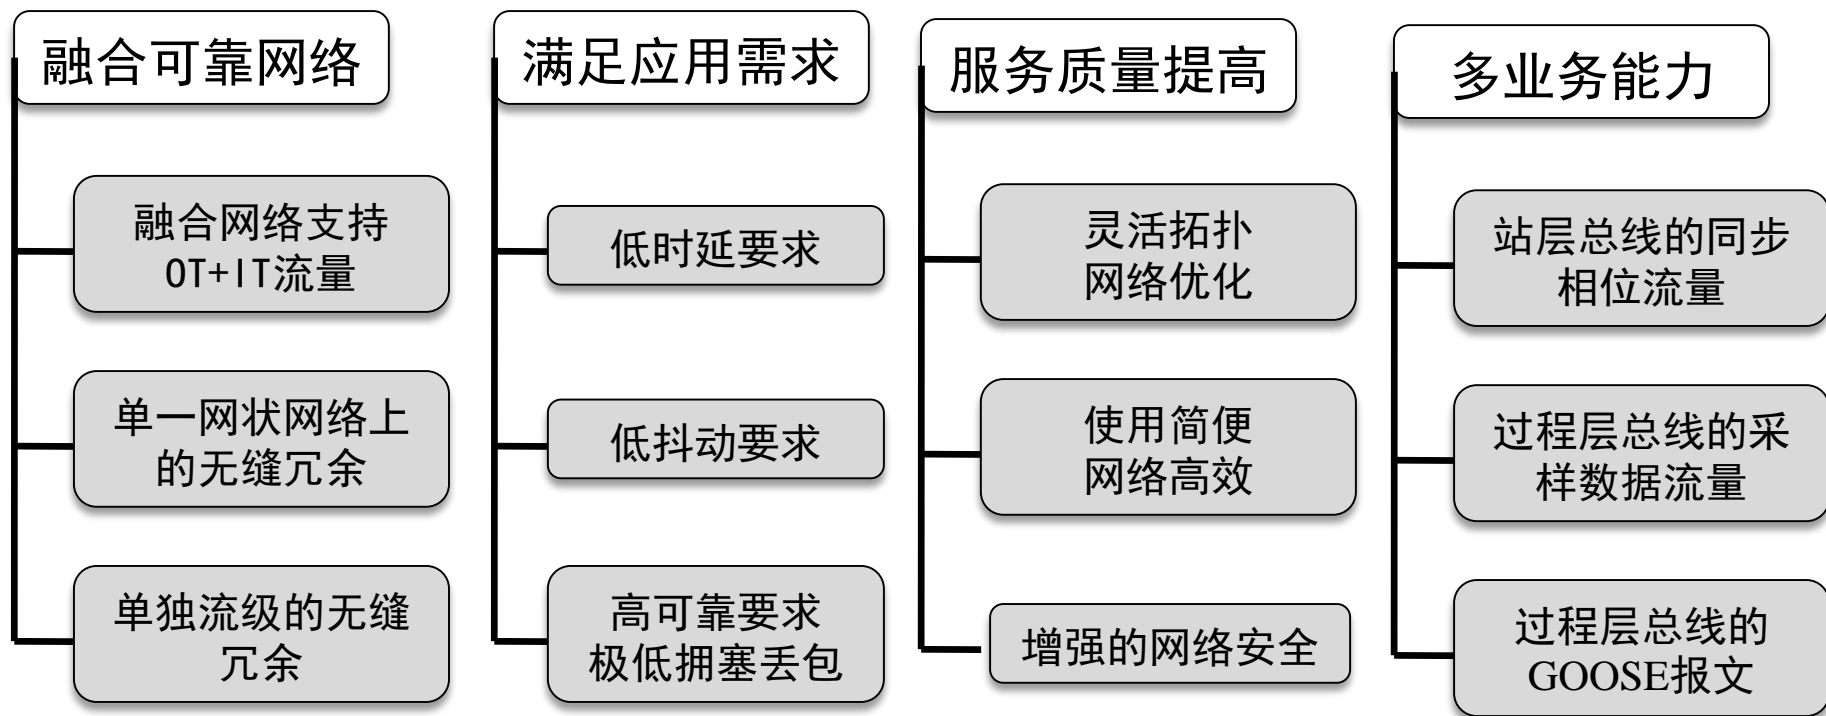 融合可靠网络
融合网络支持
OT+IT流量
单一网状网络上
的无缝冗余
单独流级的无缝
冗余
满足应用需求
低时延要求
低抖动要求
高可靠要求
极低拥塞丢包
服务质量提高
灵活拓扑
网络优化
使用简便
网络高效
增强的网络安全
多业务能力
站层总线的同步
相位流量
过程层总线的采
样数据流量
过程层总线的
GOOSE报文